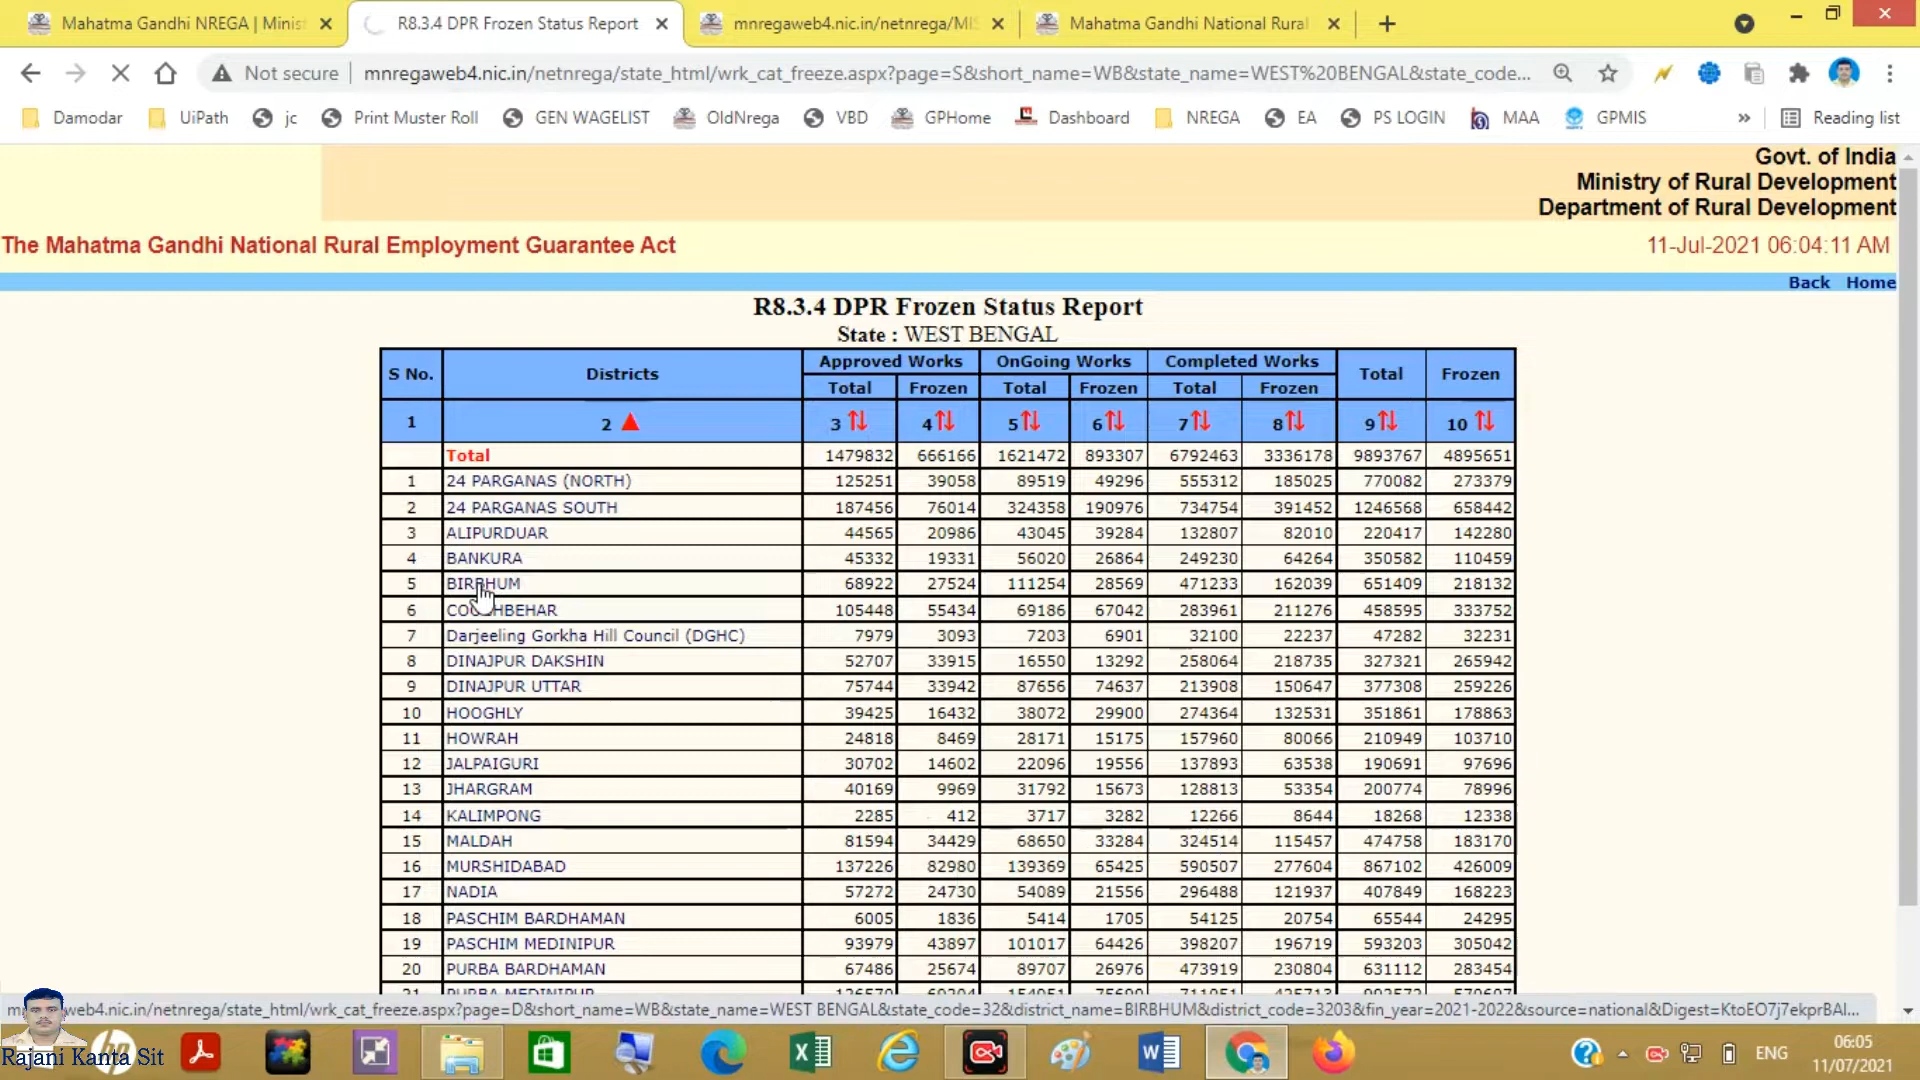 Mahatma Gandhi NREGA | Minist
R8.3.4 DPR Frozen Status Report
mnregaweb4.nic.in/netnrega/MIS
Mahatma Gandhi National Rural
Not secure
mnregaweb4.nic.in/netnrega/state_html/wrk_cat_freeze.aspx?page=S&short_name=WB&state_name=WEST%20BENGAL&state_code...
Damodar UiPath jc Print Muster Roll GEN WAGELIST OldNrega VBD GPHome Dashboard NREGA EA PS LOGIN MAA GPMIS » Reading list
Govt. of India
Ministry of Rural Development
Department of Rural Development
The Mahatma Gandhi National Rural Employment Guarantee Act 11-Jul-2021 06:04:11 AM
Back Home
R8.3.4 DPR Frozen Status Report
State : WEST BENGAL
S No. Districts Approved Works OnGoing Works Completed Works Total Frozen
Total Frozen Total Frozen Total Frozen
1 2 3 4 5 6 7 8 9 10
Total 1479832 666166 1621472 893307 6792463 3336178 9893767 4895651
1 24 PARGANAS (NORTH) 125251 39058 89519 49296 555312 185025 770082 273379
2 24 PARGANAS SOUTH 187456 76014 324358 190976 734754 391452 1246568 658442
3 ALIPURDUAR 44565 20986 43045 39284 132807 82010 220417 142280
4 BANKURA 45332 19331 56020 26864 249230 64264 350582 110459
5 BIRBHUM 68922 27524 111254 28569 471233 162039 651409 218132
6 COOCHBEHAR 105448 55434 69186 67042 283961 211276 458595 333752
7 Darjeeling Gorkha Hill Council (DGHC) 7979 3093 7203 6901 32100 22237 47282 32231
8 DINAJPUR DAKSHIN 52707 33915 16550 13292 258064 218735 327321 265942
9 DINAJPUR UTTAR 75744 33942 87656 74637 213908 150647 377308 259226
10 HOOGHLY 39425 16432 38072 29900 274364 132531 351861 178863
11 HOWRAH 24818 8469 28171 15175 157960 80066 210949 103710
12 JALPAIGURI 30702 14602 22096 19556 137893 63538 190691 97696
13 JHARGRAM 40169 9969 31792 15673 128813 53354 200774 78996
14 KALIMPONG 2285 412 3717 3282 12266 8644 18268 12338
15 MALDAH 81594 34429 68650 33284 324514 115457 474758 183170
16 MURSHIDABAD 137226 82980 139369 65425 590507 277604 867102 426009
17 NADIA 57272 24730 54089 21556 296488 121937 407849 168223
18 PASCHIM BARDHAMAN 6005 1836 5414 1705 54125 20754 65544 24295
19 PASCHIM MEDINIPUR 93979 43897 101017 64426 398207 196719 593203 305042
20 PURBA BARDHAMAN 67486 25674 89707 26976 473919 230804 631112 283454
21 PURBA MEDINIPUR
web4.nic.in/netnrega/state_html/wrk_cat_freeze.aspx?page=D&short_name=WB&state_name=WEST BENGAL&state_code=32&district_name=BIRBHUM&district_code=3203&fin_year=2021-2022&source=national&Digest=KtoEO7j7ekprBAl...
Rajani Kanta Sit
ENG
06:05
11/07/2021